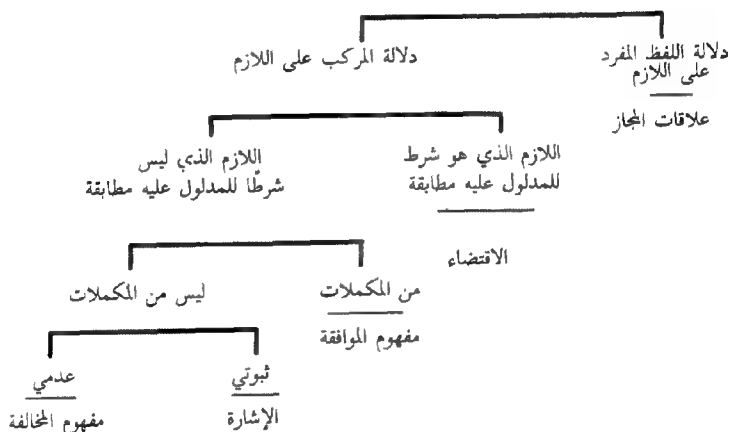 دلالة اللفظ المفرد
على اللازم
علاقات المجاز
دلالة المركب على اللازم
اللازم الذي هو شرط
للمدلول عليه مطابقة
الاقتضاء
اللازم الذي ليس
شرطًا للمدلول عليه مطابقة
من المكملات
مفهوم الموافقة
ليس من المكملات
ثبوتي
الإشارة
عدمي
مفهوم المخالفة